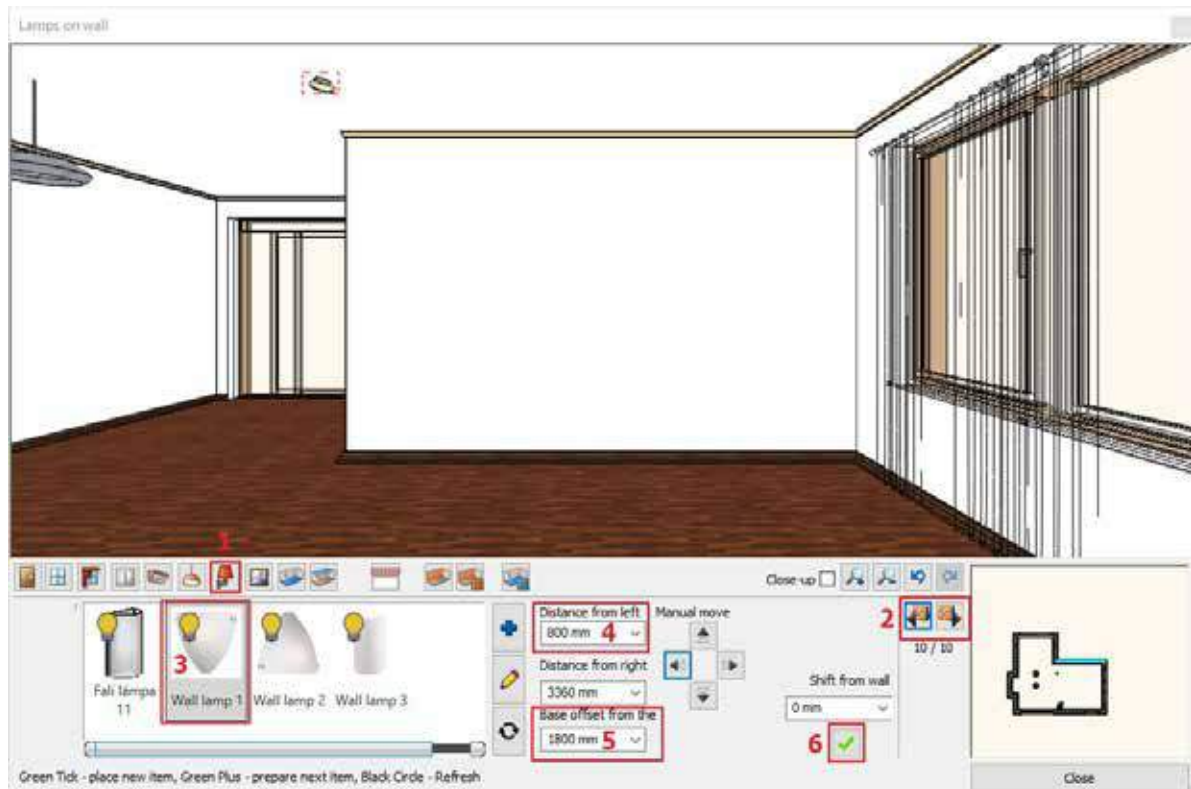 Lamps on wall
1
Close-up
2
10 / 10
3
Fali lámpa
11
Wall lamp 1
Wall lamp 2
Wall lamp 3
Distance from left
800 mm
4
Manual move
Distance from right
3360 mm
Base offset from the
1800 mm
5
Shift from wall
0 mm
6
Green Tick - place new item, Green Plus - prepare next item, Black Circle - Refresh
Close